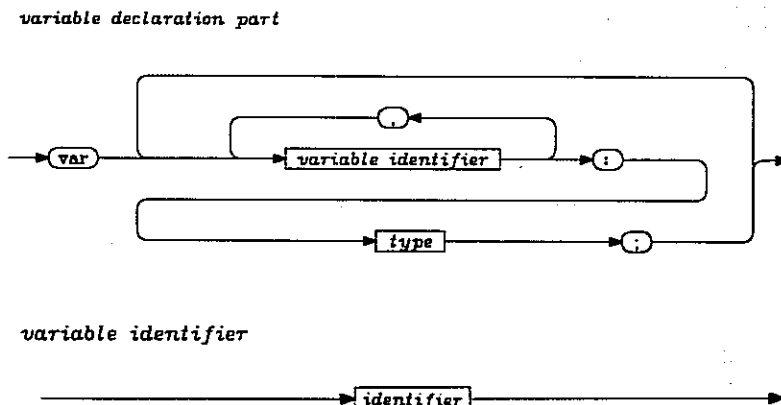 variable declaration part
,
var variable identifier :
type ;
variable identifier
identifier